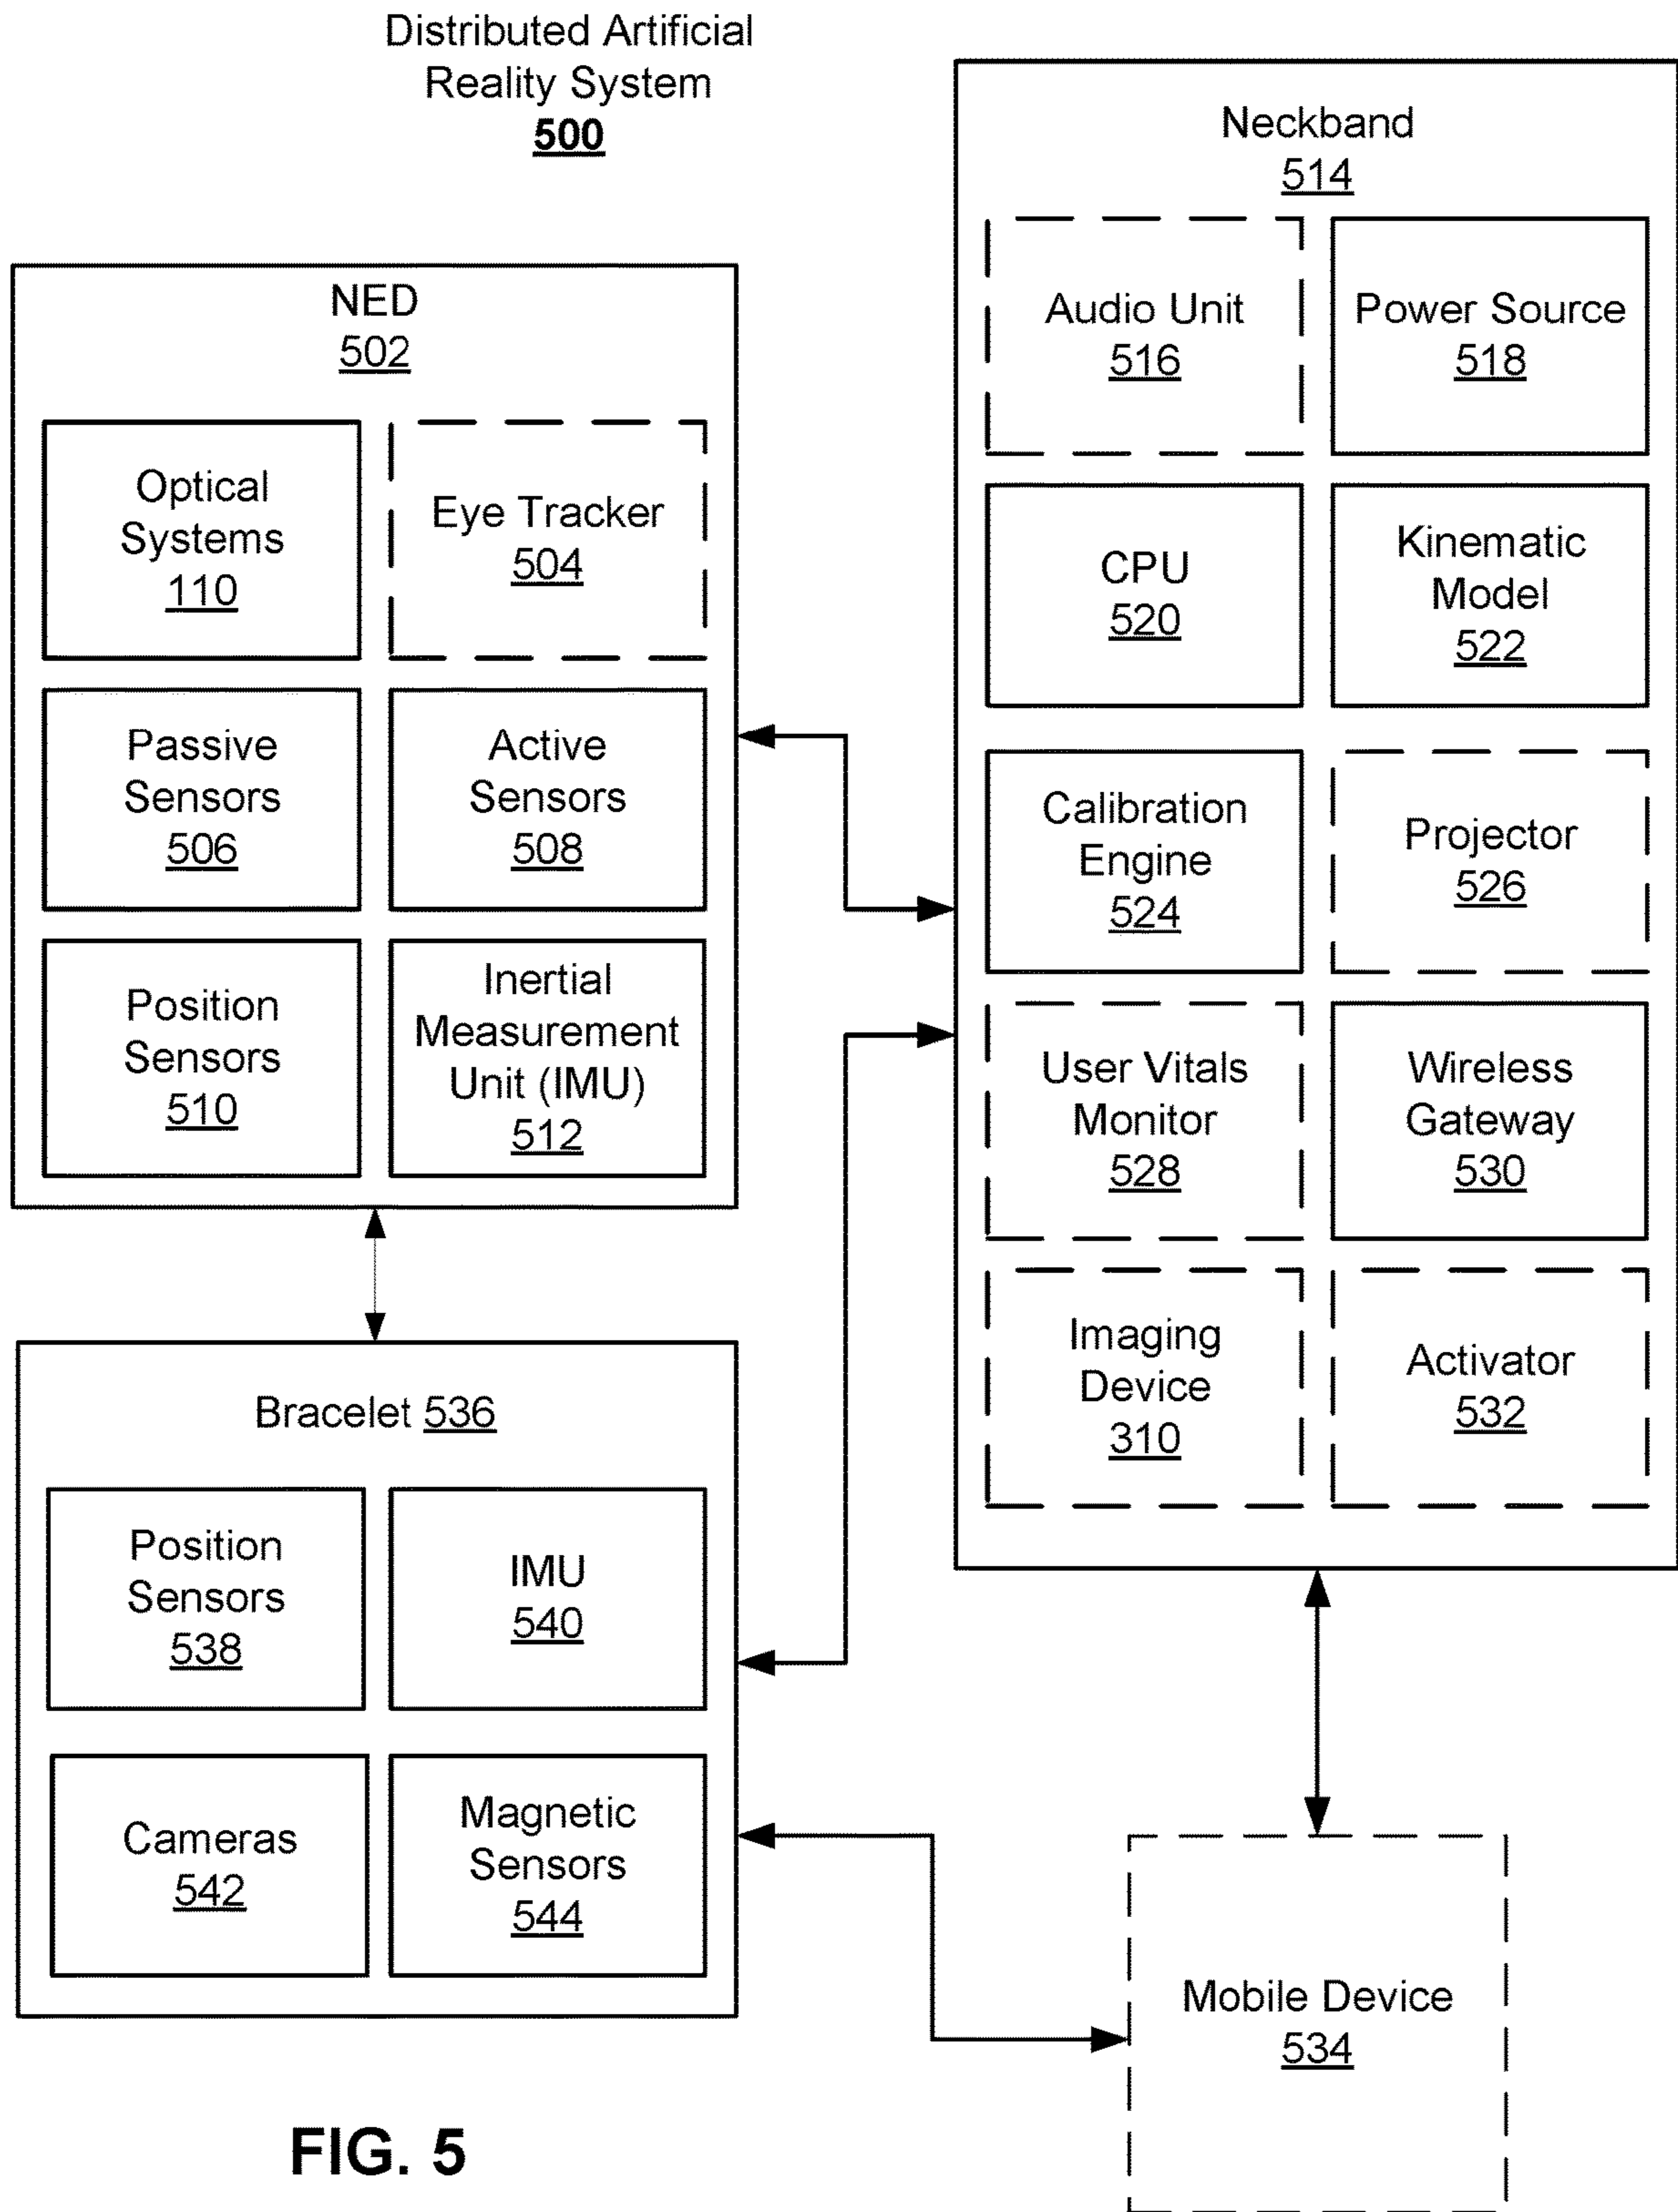 Distributed Artificial
Reality System
500
NED
502
Optical
Systems
110
Eye Tracker
504
Passive
Sensors
506
Active
Sensors
508
Position
Sensors
510
Inertial
Measurement
Unit (IMU)
512
Neckband
514
Audio Unit
516
Power Source
518
CPU
520
Kinematic
Model
522
Calibration
Engine
524
Projector
526
User Vitals
Monitor
528
Wireless
Gateway
530
Imaging
Device
310
Activator
532
Bracelet 536
Position
Sensors
538
IMU
540
Cameras
542
Magnetic
Sensors
544
Mobile Device
534
FIG. 5